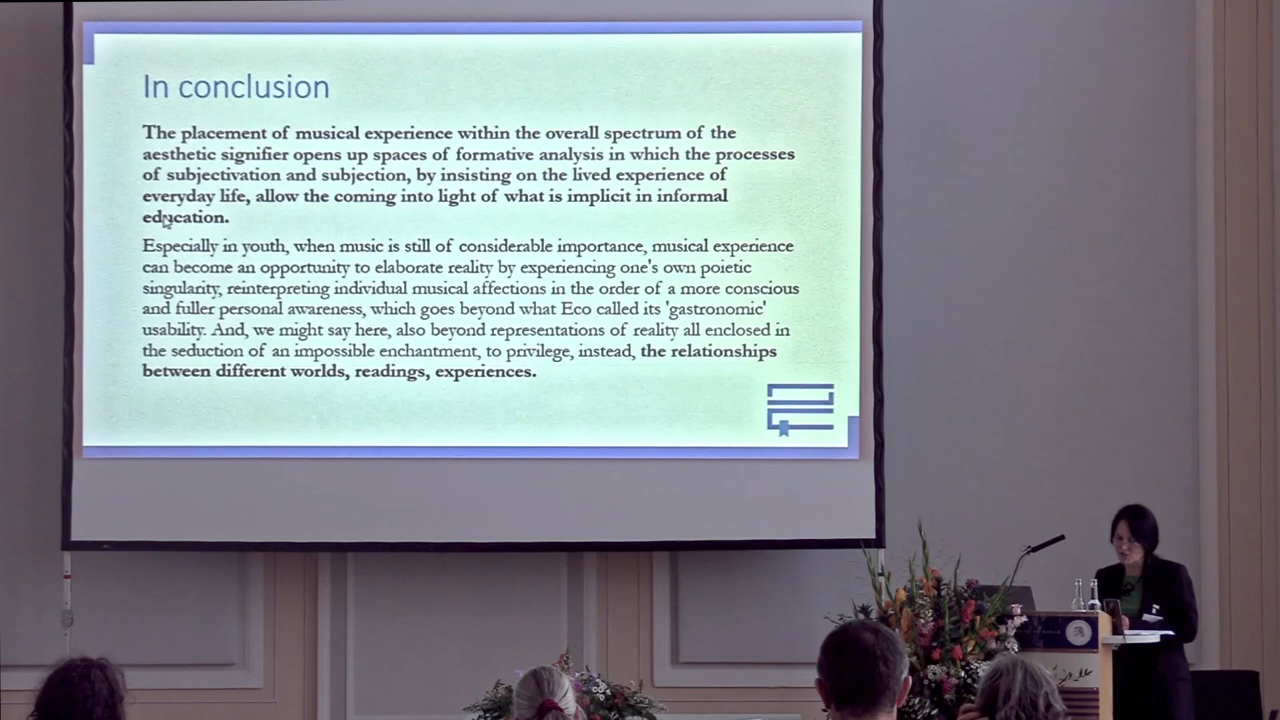 In conclusion
The placement of musical experience within the overall spectrum of the
aesthetic signifier opens up spaces of formative analysis in which the processes
of subjectivation and subjection, by insisting on the lived experience of
everyday life, allow the coming into light of what is implicit in informal
education.
Especially in youth, when music is still of considerable importance, musical experience
can become an opportunity to elaborate reality by experiencing one's own poietic
singularity, reinterpreting individual musical affections in the order of a more conscious
and fuller personal awareness, which goes beyond what Eco called its 'gastronomic'
usability. And, we might say here, also beyond representations of reality all enclosed in
the seduction of an impossible enchantment, to privilege, instead, the relationships
between different worlds, readings, experiences.